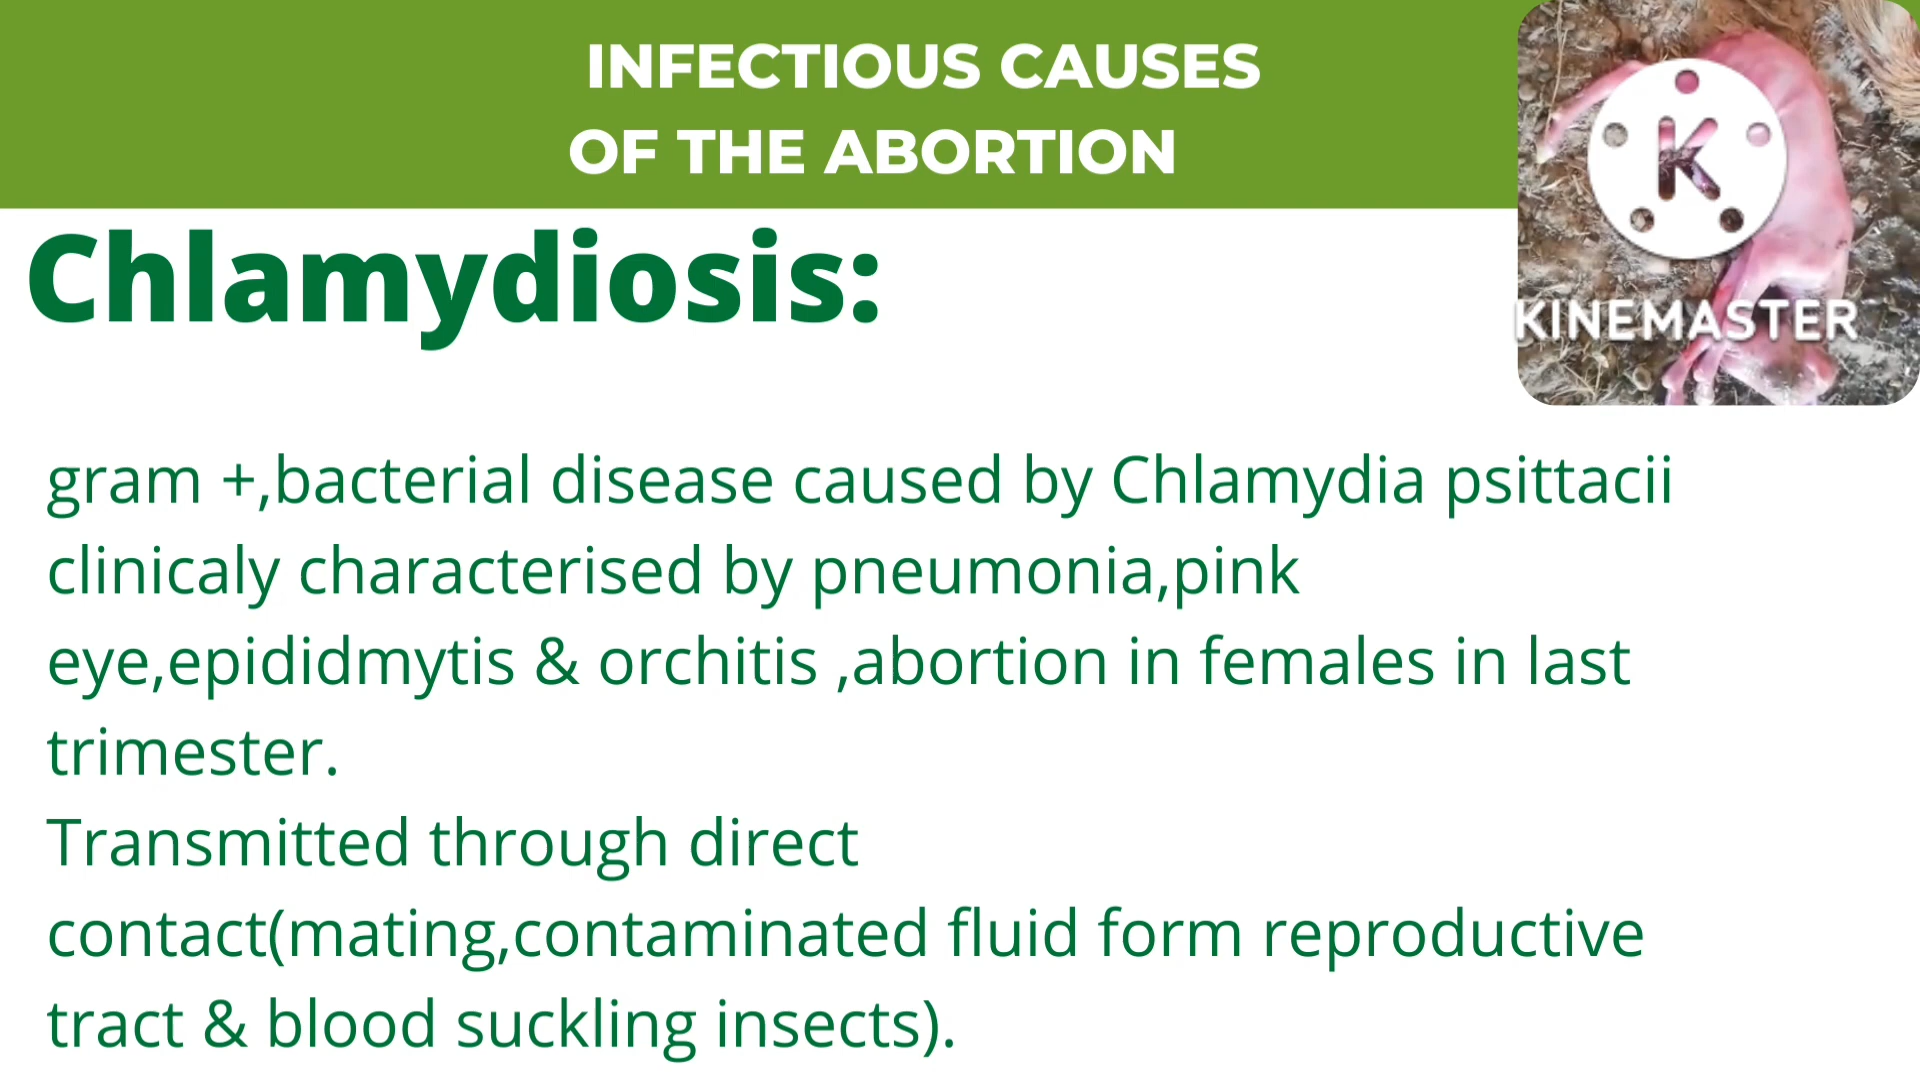 INFECTIOUS CAUSES
OF THE ABORTION
K
KINEMASTER
Chlamydiosis:
gram +,bacterial disease caused by Chlamydia psittacii
clinicaly characterised by pneumonia,pink
eye,epididmytis & orchitis ,abortion in females in last
trimester.
Transmitted through direct
contact(mating,contaminated fluid form reproductive
tract & blood suckling insects).